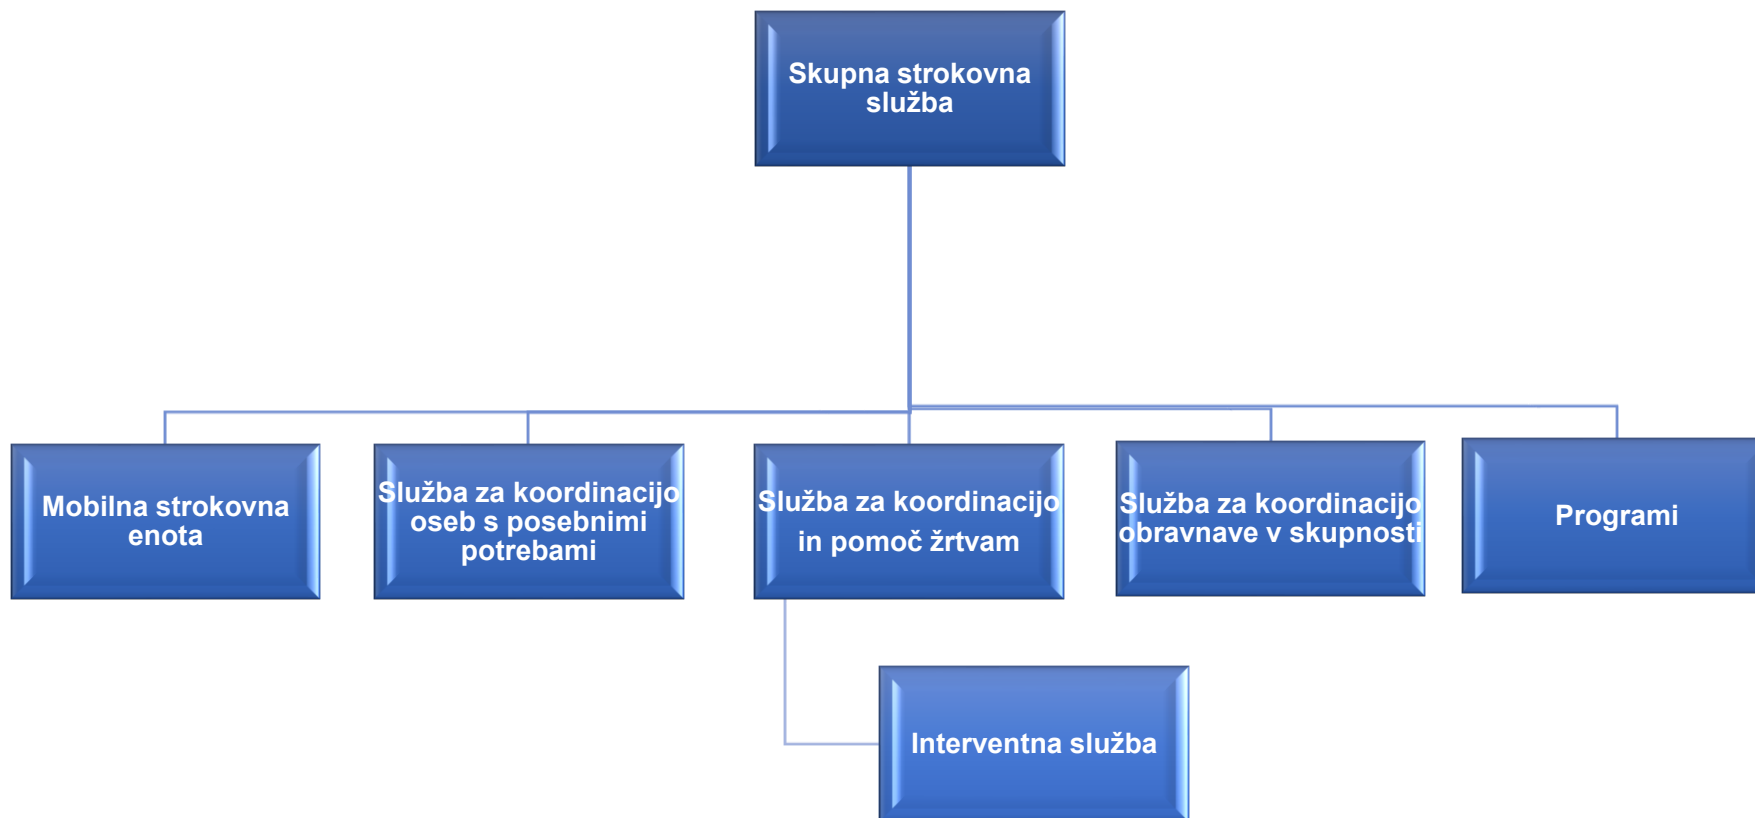 Skupna strokovna
služba
Mobilna strokovna
enota
Služba za koordinacijo
oseb s posebnimi
potrebami
Služba za koordinacijo
in pomoč žrtvam
Služba za koordinacijo
obravnave v skupnosti
Programi
Interventna služba